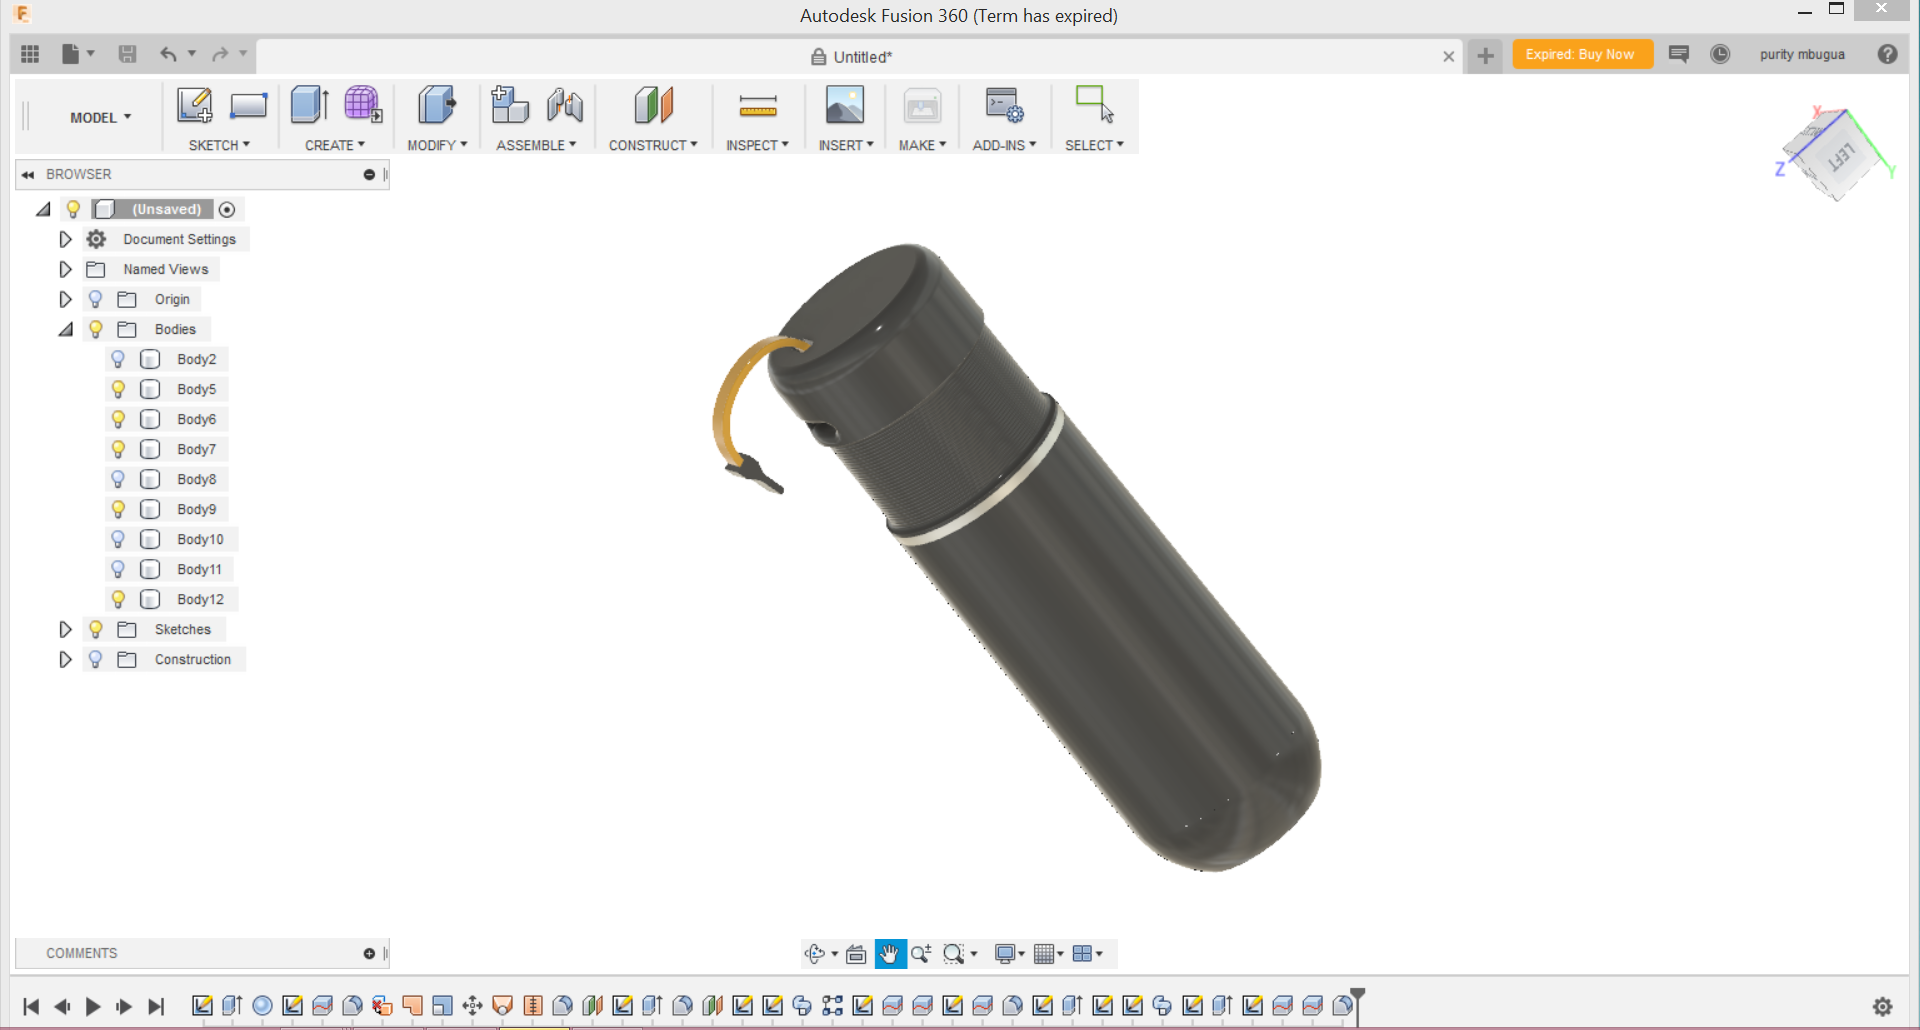 Autodesk Fusion 360 (Term has expired)
Untitled*
Expired: Buy Now
purity mbugua
MODEL
SKETCH
CREATE
MODIFY
ASSEMBLE
CONSTRUCT
INSPECT
INSERT
MAKE
ADD-INS
SELECT
X
LEFT
Z
Y
BROWSER
(Unsaved)
Document Settings
Named Views
Origin
Bodies
Body2
Body5
Body6
Body7
Body8
Body9
Body10
Body11
Body12
Sketches
Construction
COMMENTS